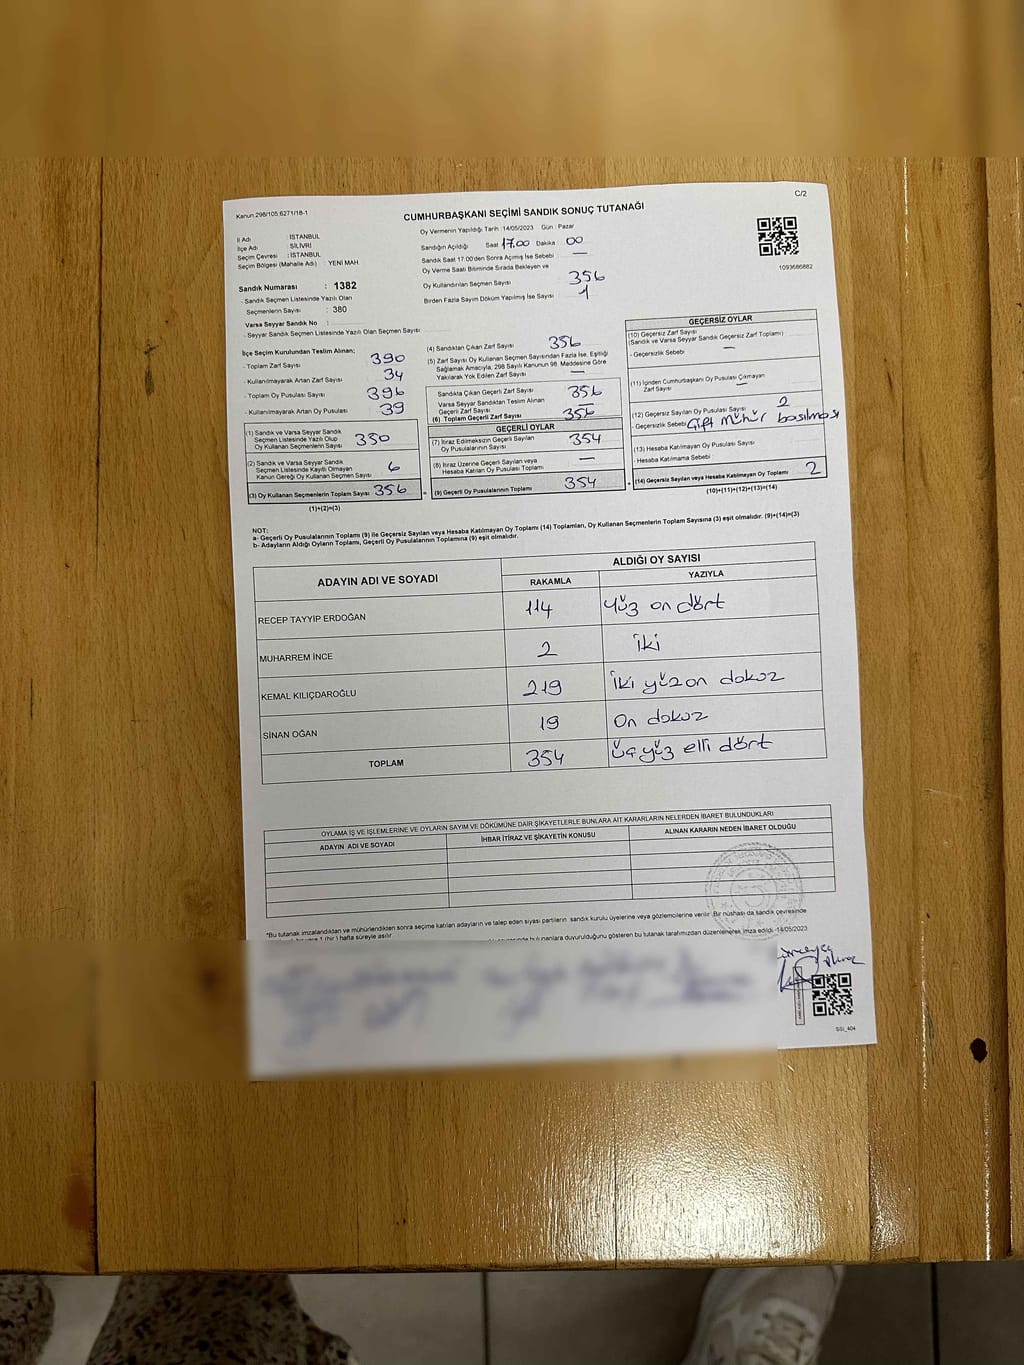 C/2
Kanun 298/105.6271/18-1
CUMHURBAŞKANI SEÇİMİ SANDIK SONUÇ TUTANAĞI
İl Adı : İSTANBUL
İlçe Adı : SİLİVRİ
Seçim Çevresi : İSTANBUL
Seçim Bölgesi (Mahalle Adı) : YENİ MAH.
Sandık Numarası : 1382
- Sandık Seçmen Listesinde Yazılı Olan
Seçmenlerin Sayısı : 380
Varsa Seyyar Sandık No :
- Seyyar Sandık Seçmen Listesinde Yazılı Olan Seçmen Sayısı
Oy Vermenin Yapıldığı Tarih : 14/05/2023 Gün : Pazar
Sandığın Açıldığı Saat 17.00 Dakika : 00
Sandık Saat 17.00'den Sonra Açılmış İse Sebebi : —
Oy Verme Saati Bitiminde Sırada Bekleyen ve
Oy Kullandırılan Seçmen Sayısı : 356
Birden Fazla Sayım Döküm Yapılmış İse Sayısı : 1
1093686882
İlçe Seçim Kurulundan Teslim Alınan;
- Toplam Zarf Sayısı : 390
- Kullanılmayarak Artan Zarf Sayısı : 34
- Toplam Oy Pusulası Sayısı : 396
- Kullanılmayarak Artan Oy Pusulası : 39
(1) Sandık ve Varsa Seyyar Sandık
Seçmen Listesinde Yazılı Olup
Oy Kullanan Seçmenlerin Sayısı 350
(2) Sandık ve Varsa Seyyar Sandık
Seçmen Listesinde Kayıtlı Olmayan
Kanun Gereği Oy Kullanan Seçmen Sayısı 6
(3) Oy Kullanan Seçmenlerin Toplam Sayısı 356
(1)+(2)=(3)
(4) Sandıktan Çıkan Zarf Sayısı : 356
(5) Zarf Sayısı Oy Kullanan Seçmen Sayısından Fazla İse, Eşitliği
Sağlamak Amacıyla; 298 Sayılı Kanunun 98. Maddesine Göre
Yakılarak Yok Edilen Zarf Sayısı : —
Sandıkta Çıkan Geçerli Zarf Sayısı : 356
Varsa Seyyar Sandıktan Teslim Alınan
Geçerli Zarf Sayısı :
(6) Toplam Geçerli Zarf Sayısı : 356
GEÇERLİ OYLAR
(7) İtiraz Edilmeksizin Geçerli Sayılan
Oy Pusulalarının Sayısı : 354
(8) İtiraz Üzerine Geçerli Sayılan veya
Hesaba Katılan Oy Pusulası Toplamı : —
(9) Geçerli Oy Pusulalarının Toplamı : 354
GEÇERSİZ OYLAR
(10) Geçersiz Zarf Sayısı
(Sandık ve Varsa Seyyar Sandık Geçersiz Zarf Toplamı)
- Geçersizlik Sebebi : —
(11) İçinden Cumhurbaşkanı Oy Pusulası Çıkmayan
Zarf Sayısı : —
(12) Geçersiz Sayılan Oy Pusulası Sayısı : 2
- Geçersizlik Sebebi : Çift mühür basılması
(13) Hesaba Katılmayan Oy Pusulası Sayısı
- Hesaba Katılmama Sebebi
(14) Geçersiz Sayılan veya Hesaba Katılmayan Oy Toplamı : 2
(10)+(11)+(12)+(13)=(14)
NOT:
a- Geçerli Oy Pusulalarının Toplamı (9) ile Geçersiz Sayılan veya Hesaba Katılmayan Oy Toplamı (14) Toplamları, Oy Kullanan Seçmenlerin Toplam Sayısına (3) eşit olmalıdır. (9)+(14)=(3)
b- Adayların Aldığı Oyların Toplamı, Geçerli Oy Pusulalarının Toplamına (9) eşit olmalıdır.
ADAYIN ADI VE SOYADI
ALDIĞI OY SAYISI
RAKAMLA YAZIYLA
RECEP TAYYİP ERDOĞAN 114 yüz on dört
MUHARREM İNCE 2 iki
KEMAL KILIÇDAROĞLU 219 iki yüz on dokuz
SİNAN OĞAN 19 On dokuz
TOPLAM 354 üç yüz elli dört
OYLAMA İŞ VE İŞLEMLERİNE VE OYLARIN SAYIM VE DÖKÜMÜNE DAİR ŞİKAYETLERLE BUNLARA AİT KARARLARIN NELERDEN İBARET BULUNDUKLARI
ADAYIN ADI VE SOYADI İHBAR İTİRAZ VE ŞİKAYETİN KONUSU ALINAN KARARIN NEDEN İBARET OLDUĞU
*Bu tutanak imzalandıktan ve mühürlendikten sonra seçime katılan adayların ve talep eden siyasi partilerin sandık kurulu üyelerine veya gözlemcilerine verilir. Bir nüshası da sandık çevresinde
1 (bir) hafta süreyle asılır. bulunanlara duyurulduğunu gösteren bu tutanak tarafımızdan düzenlenerek imza edildi.-14/05/2023
SSİ_404